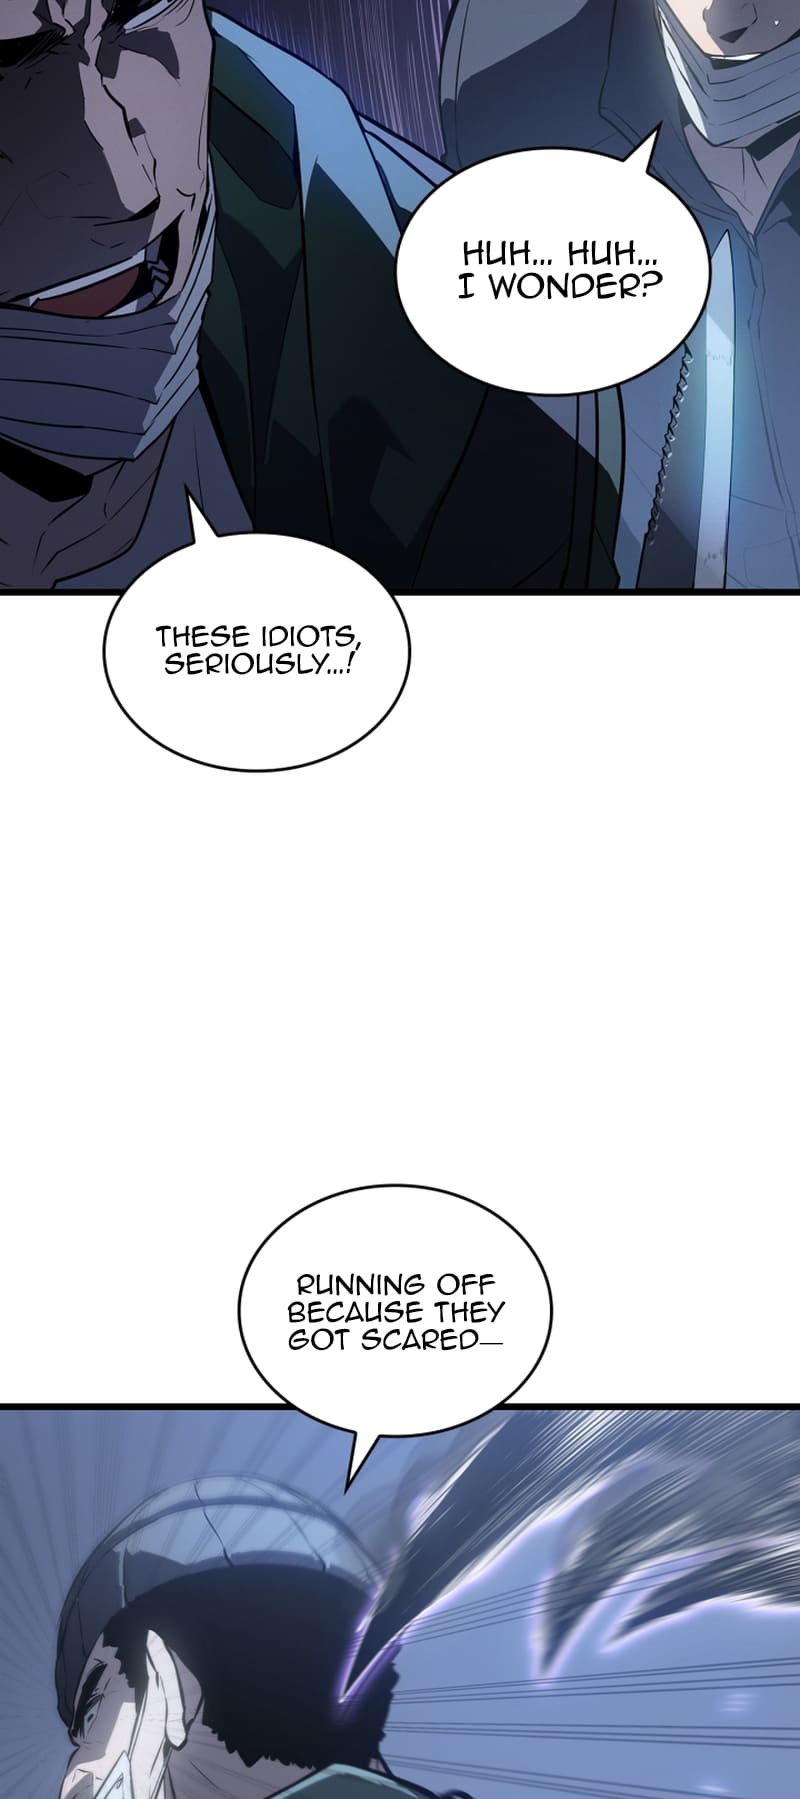 HUH... HUH...
I WONDER?
THESE IDIOTS,
SERIOUSLY...!
RUNNING OFF
BECAUSE THEY
GOT SCARED—